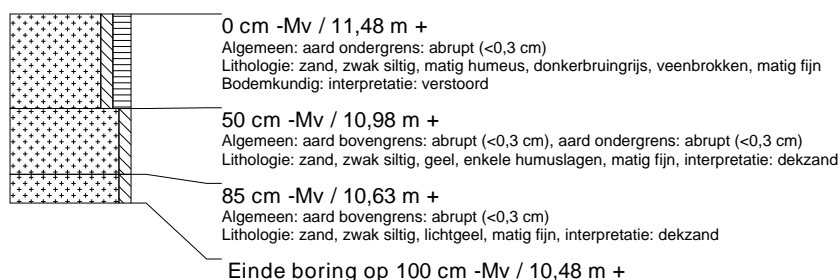 0 cm -Mv / 11,48 m +
Algemeen: aard ondergrens: abrupt (<0,3 cm)
Lithologie: zand, zwak siltig, matig humeus, donkerbruingrijs, veenbrokken, matig fijn
Bodemkundig: interpretatie: verstoord
50 cm -Mv / 10,98 m +
Algemeen: aard bovengrens: abrupt (<0,3 cm), aard ondergrens: abrupt (<0,3 cm)
Lithologie: zand, zwak siltig, geel, enkele humuslagen, matig fijn, interpretatie: dekzand
85 cm -Mv / 10,63 m +
Algemeen: aard bovengrens: abrupt (<0,3 cm)
Lithologie: zand, zwak siltig, lichtgeel, matig fijn, interpretatie: dekzand
Einde boring op 100 cm -Mv / 10,48 m +